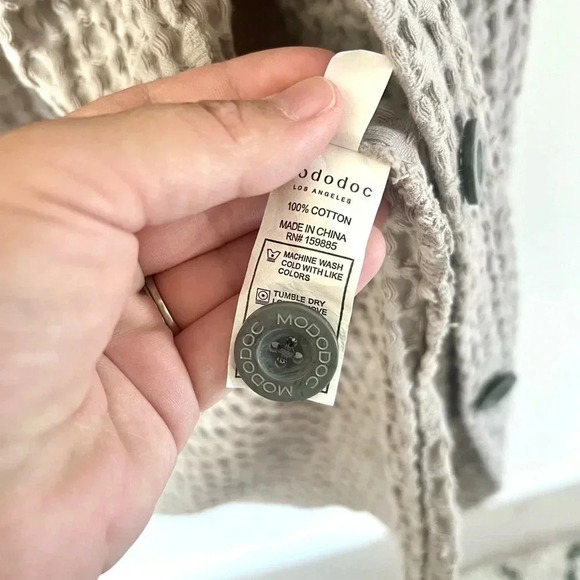 ododoc
LOS ANGELES
100% COTTON
MADE IN CHINA
RN# 159885
MACHINE WASH
COLD WITH LIKE
COLORS
TUMBLE DRY
MODODOC
MODODOC